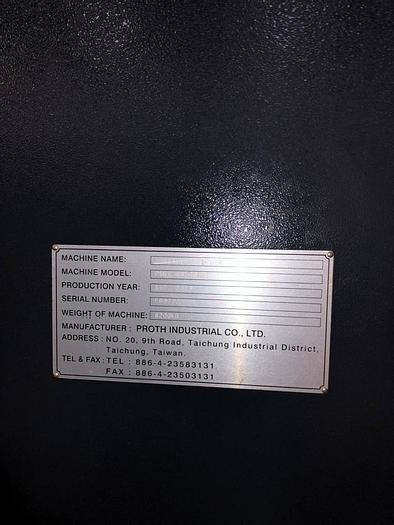 MACHINE NAME:
MACHINE MODEL:
PRODUCTION YEAR:
SERIAL NUMBER:
WEIGHT OF MACHINE:
MANUFACTURER : PROTH INDUSTRIAL CO., LTD.
ADDRESS : NO. 20, 9th Road, Taichung Industrial District,
Taichung, Taiwan.
TEL & FAX : TEL : 886-4-23583131
FAX : 886-4-23503131